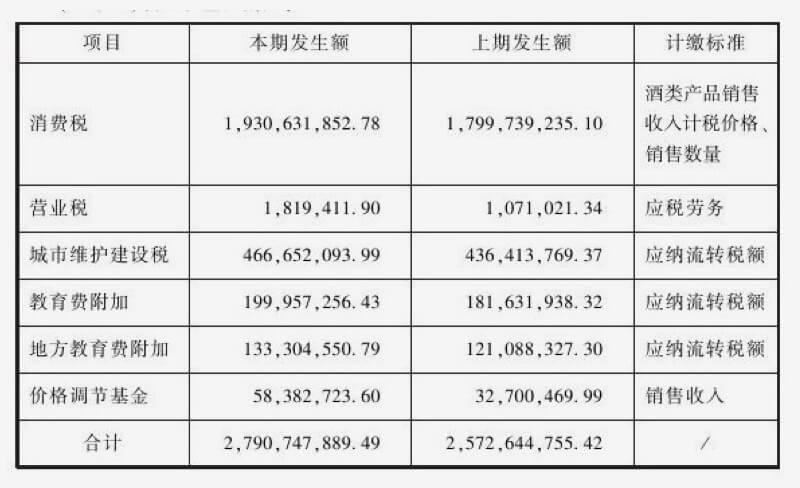 项目 本期发生额 上期发生额 计缴标准
消费税 1,930,631,852.78 1,799,739,235.10 酒类产品销售
收入计税价格、
销售数量
营业税 1,819,411.90 1,071,021.34 应税劳务
城市维护建设税 466,652,093.99 436,413,769.37 应纳流转税额
教育费附加 199,957,256.43 181,631,938.32 应纳流转税额
地方教育费附加 133,304,550.79 121,088,327.30 应纳流转税额
价格调节基金 58,382,723.60 32,700,469.99 销售收入
合计 2,790,747,889.49 2,572,644,755.42 /